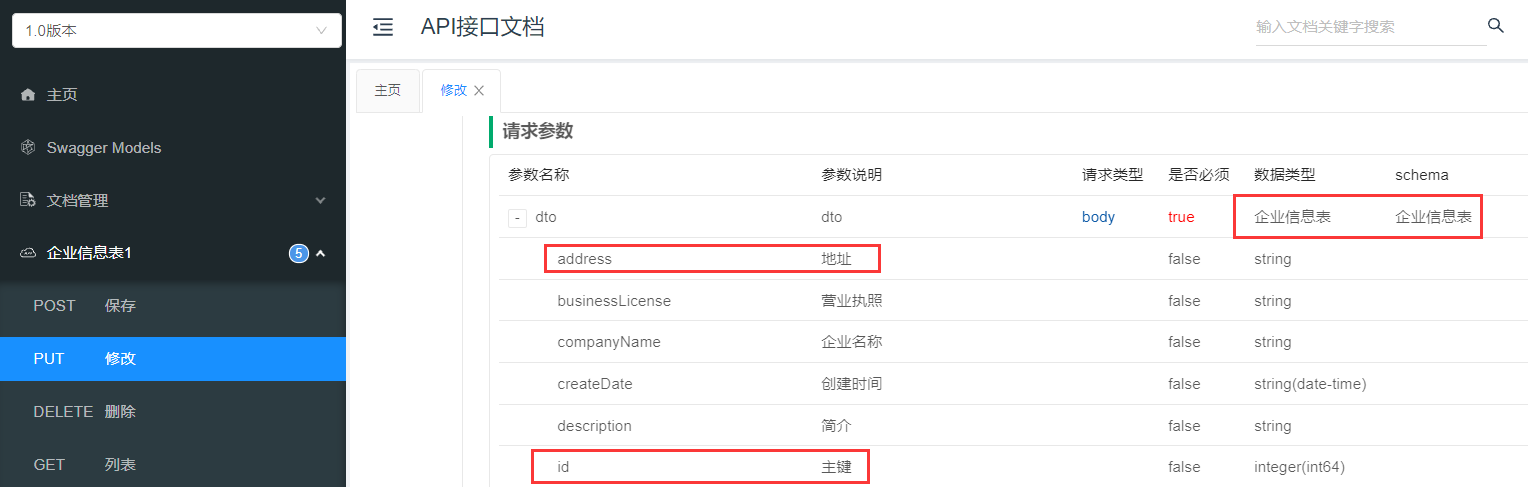 1.0版本
API接口文档
输入文档关键字搜索
主页
Swagger Models
文档管理
企业信息表1 5
POST 保存
PUT 修改
DELETE 删除
GET 列表
主页 修改
请求参数
参数名称 参数说明 请求类型 是否必须 数据类型 schema
- dto dto body true 企业信息表 企业信息表
address 地址 false string
businessLicense 营业执照 false string
companyName 企业名称 false string
createDate 创建时间 false string(date-time)
description 简介 false string
id 主键 false integer(int64)